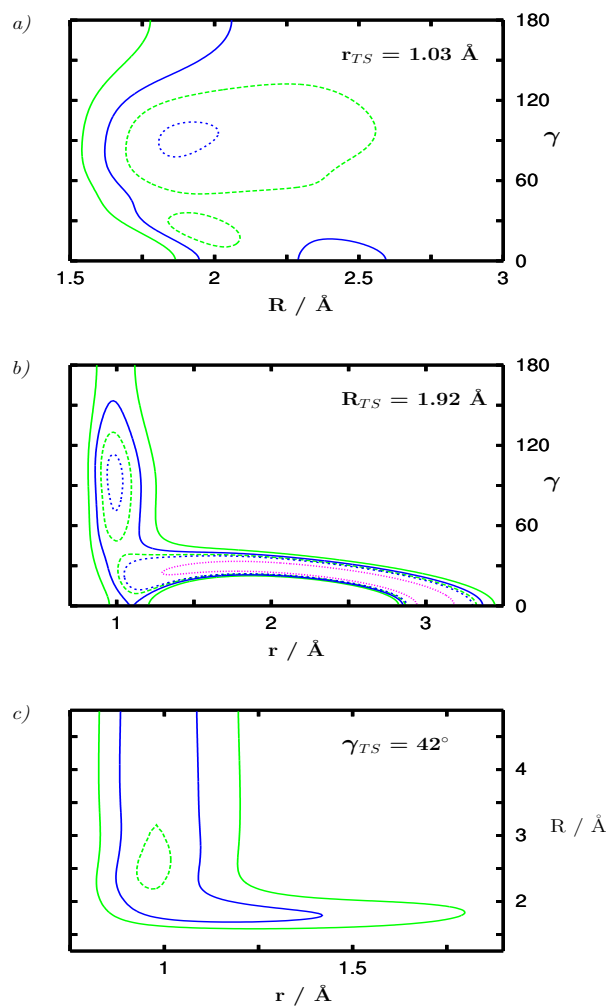 a)
r_TS = 1.03 Å
180
120
γ
60
0
1.5 2 2.5 3
R / Å
b)
R_TS = 1.92 Å
180
120
γ
60
0
1 2 3
r / Å
c)
γ_TS = 42°
4
3
R / Å
2
1 1.5
r / Å